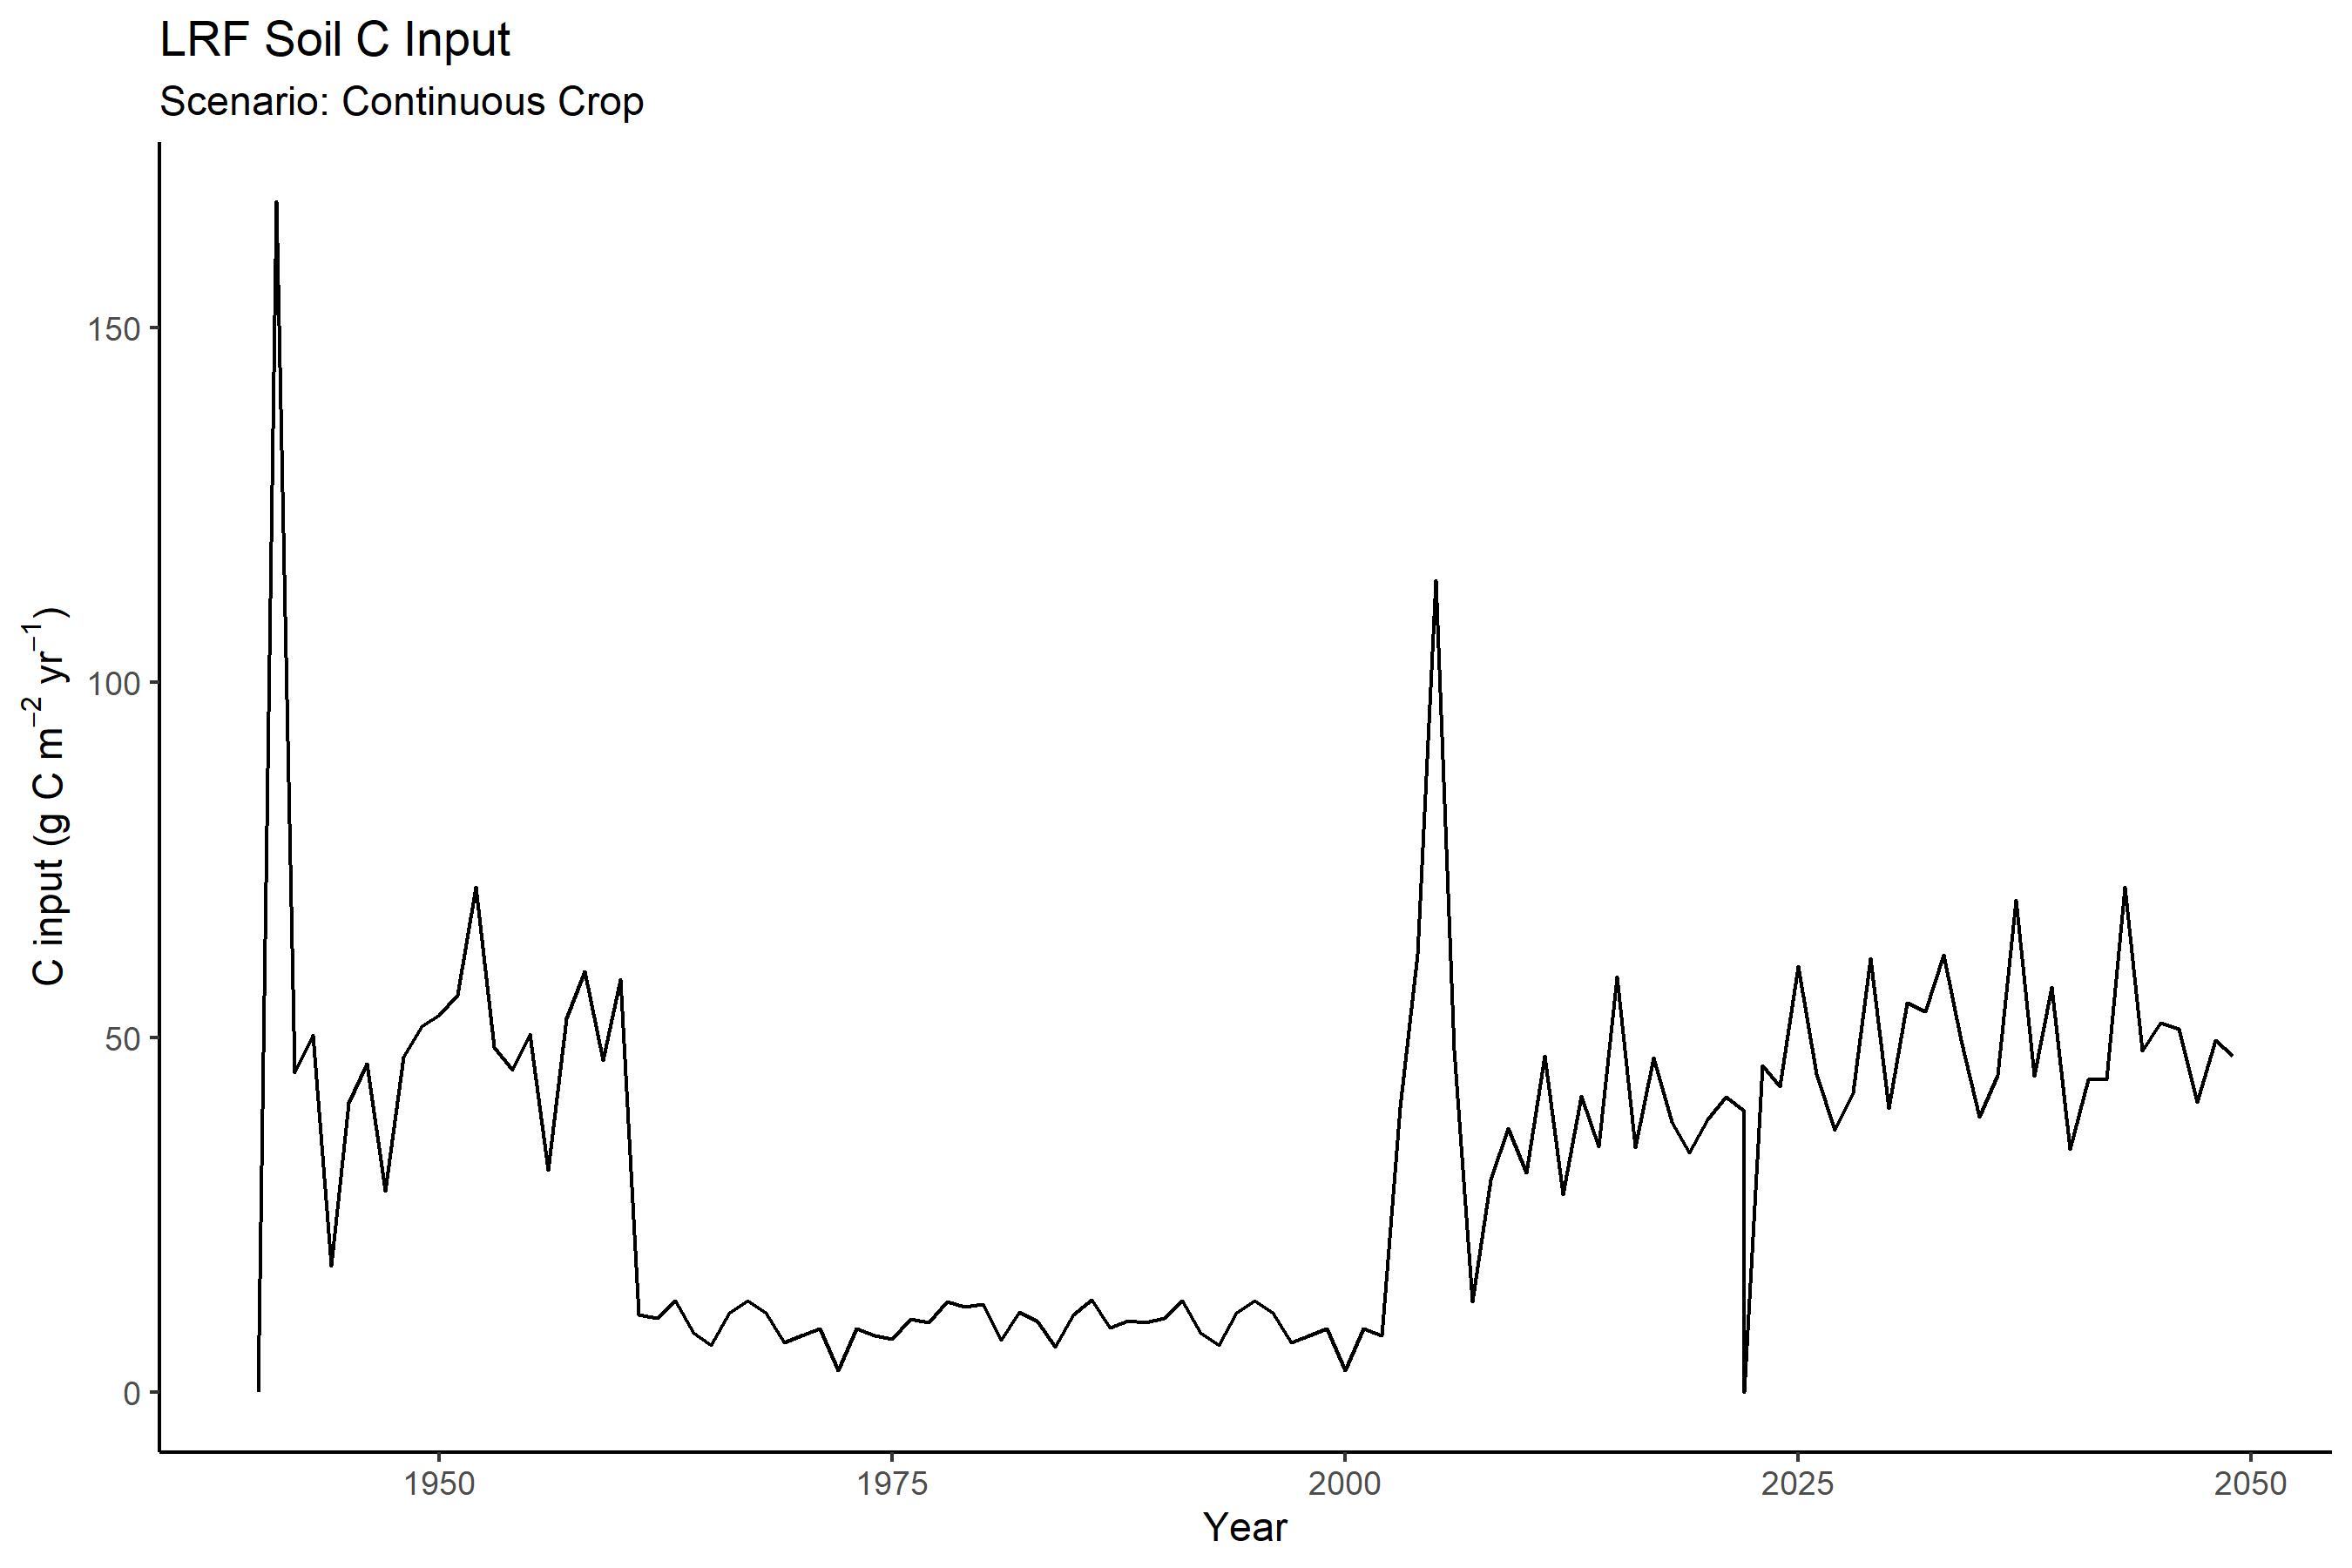 LRF Soil C Input
Scenario: Continuous Crop
150
100
50
0
C input (g C m⁻² yr⁻¹)
1950 1975 2000 2025 2050
Year